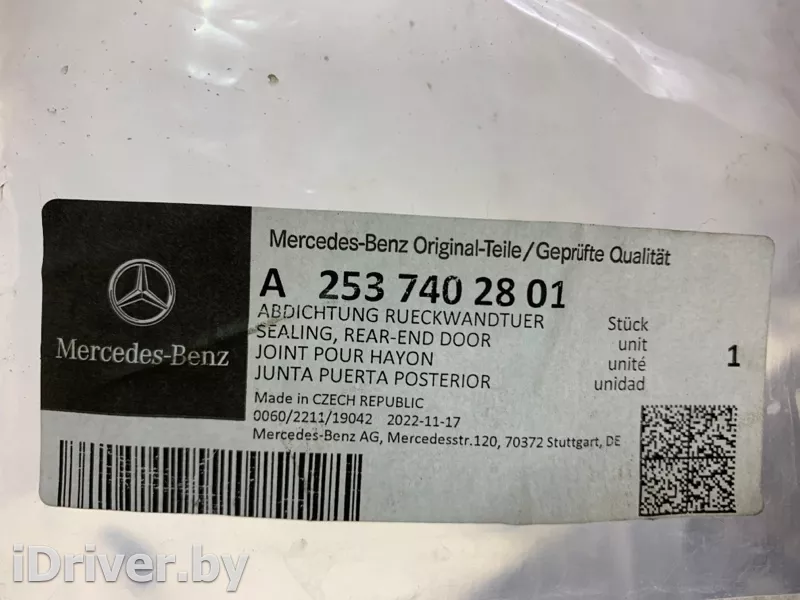 Mercedes-Benz Original-Teile/Geprüfte Qualität
A 253 740 28 01
ABDICHTUNG RUECKWANDTUER
SEALING, REAR-END DOOR
JOINT POUR HAYON
JUNTA PUERTA POSTERIOR
Stück
unit
unité
unidad
1
Made in CZECH REPUBLIC
0060/2211/19042 2022-11-17
Mercedes-Benz AG, Mercedesstr.120, 70372 Stuttgart, DE
Mercedes-Benz
iDriver.by